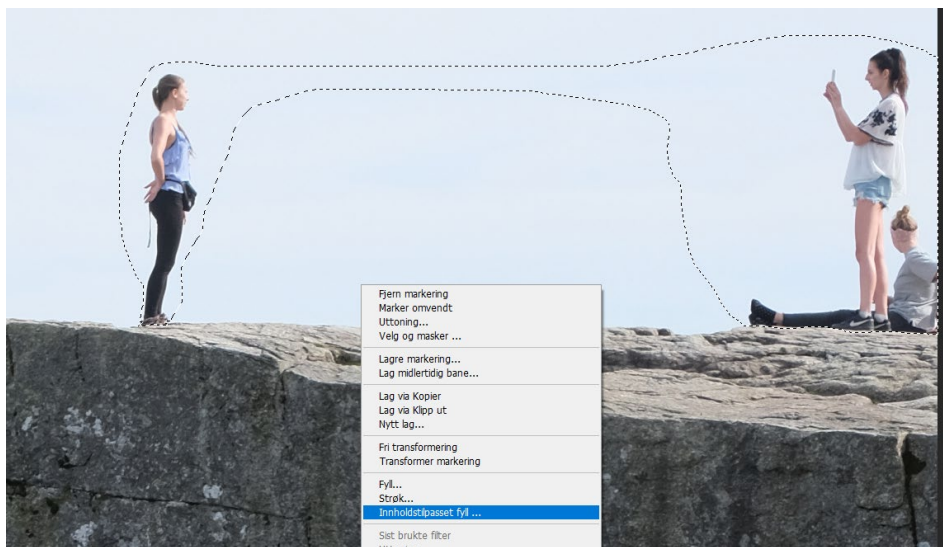 Fjern markering
Marker omvendt
Uttoning...
Velg og masker ...
Lagre markering...
Lag midlertidig bane...
Lag via Kopier
Lag via Klipp ut
Nytt lag...
Fri transformering
Transformer markering
Fyll...
Strøk...
Innholdstilpasset fyll ...
Sist brukte filter